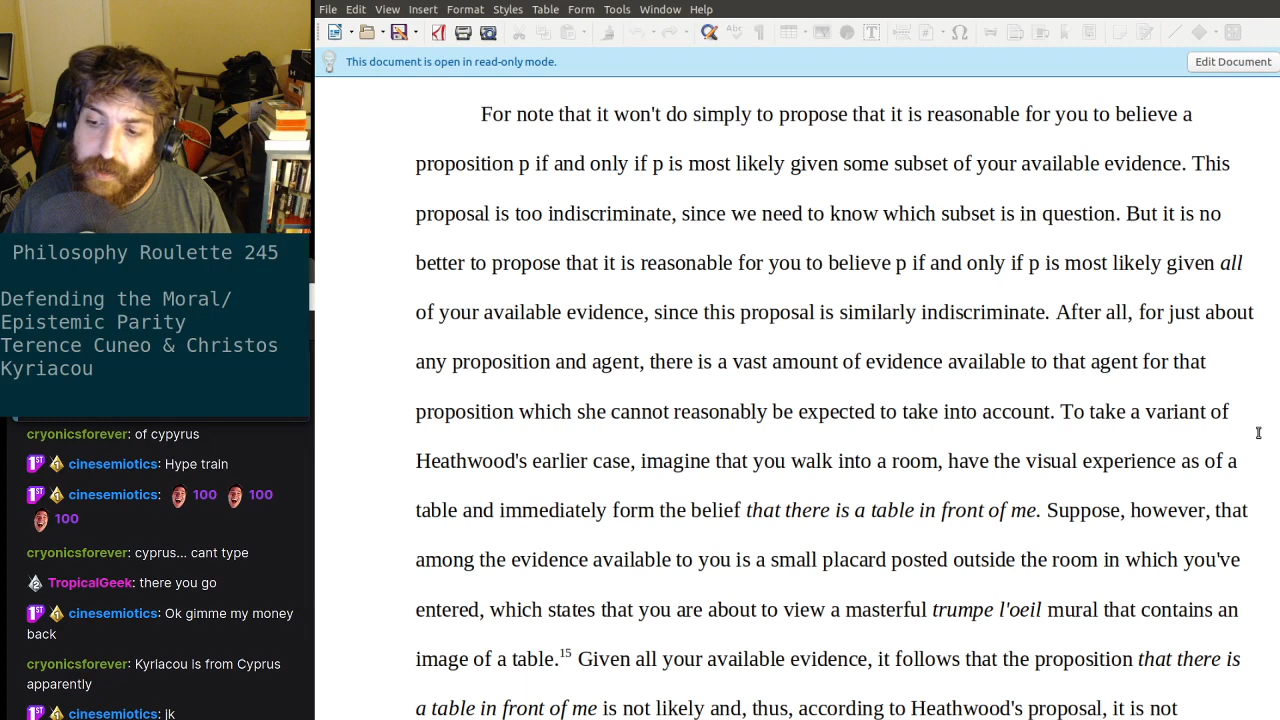 File Edit View Insert Format Styles Table Form Tools Window Help
This document is open in read-only mode.
Edit Document
For note that it won't do simply to propose that it is reasonable for you to believe a
proposition p if and only if p is most likely given some subset of your available evidence. This
proposal is too indiscriminate, since we need to know which subset is in question. But it is no
better to propose that it is reasonable for you to believe p if and only if p is most likely given all
of your available evidence, since this proposal is similarly indiscriminate. After all, for just about
any proposition and agent, there is a vast amount of evidence available to that agent for that
proposition which she cannot reasonably be expected to take into account. To take a variant of
Heathwood's earlier case, imagine that you walk into a room, have the visual experience as of a
table and immediately form the belief that there is a table in front of me. Suppose, however, that
among the evidence available to you is a small placard posted outside the room in which you've
entered, which states that you are about to view a masterful trumpe l'oeil mural that contains an
image of a table.15 Given all your available evidence, it follows that the proposition that there is
a table in front of me is not likely and, thus, according to Heathwood's proposal, it is not
Philosophy Roulette 245
Defending the Moral/
Epistemic Parity
Terence Cuneo & Christos
Kyriacou
cryonicsforever: of cypyrus
1ST cinesemiotics: Hype train
1ST cinesemiotics: 100 100
100
cryonicsforever: cyprus... cant type
2 TropicalGeek: there you go
1ST cinesemiotics: Ok gimme my money
back
cryonicsforever: Kyriacou is from Cyprus
apparently
1ST cinesemiotics: jk